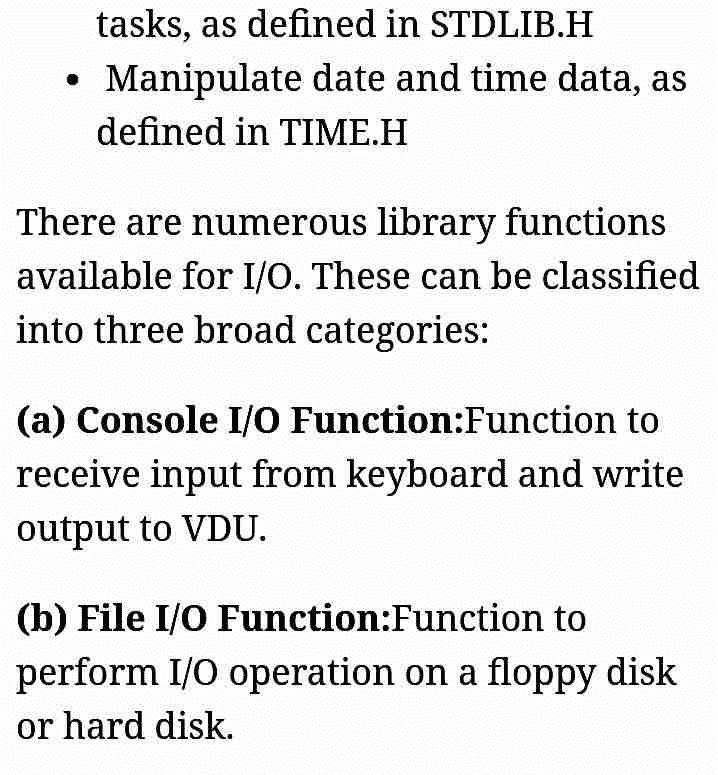 tasks, as defined in STDLIB.H
• Manipulate date and time data, as
defined in TIME.H
There are numerous library functions
available for I/O. These can be classified
into three broad categories:
(a) Console I/O Function:Function to
receive input from keyboard and write
output to VDU.
(b) File I/O Function:Function to
perform I/O operation on a floppy disk
or hard disk.